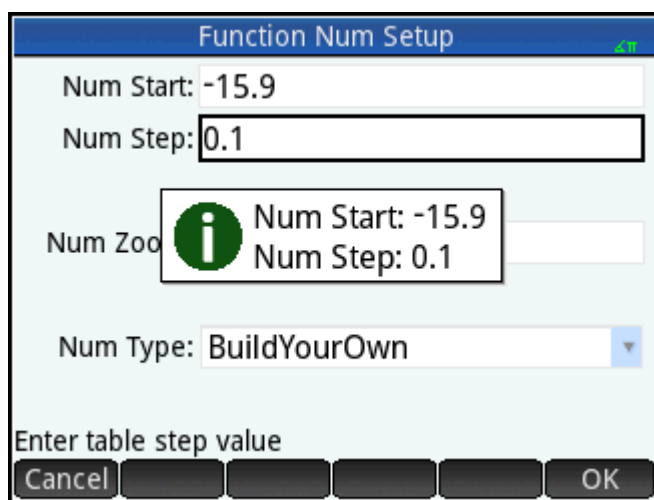 Function Num Setup
∡π
Num Start: -15.9
Num Step: 0.1
Num Start: -15.9
Num Step: 0.1
Num Zoo
Num Type: BuildYourOwn
Enter table step value
Cancel OK